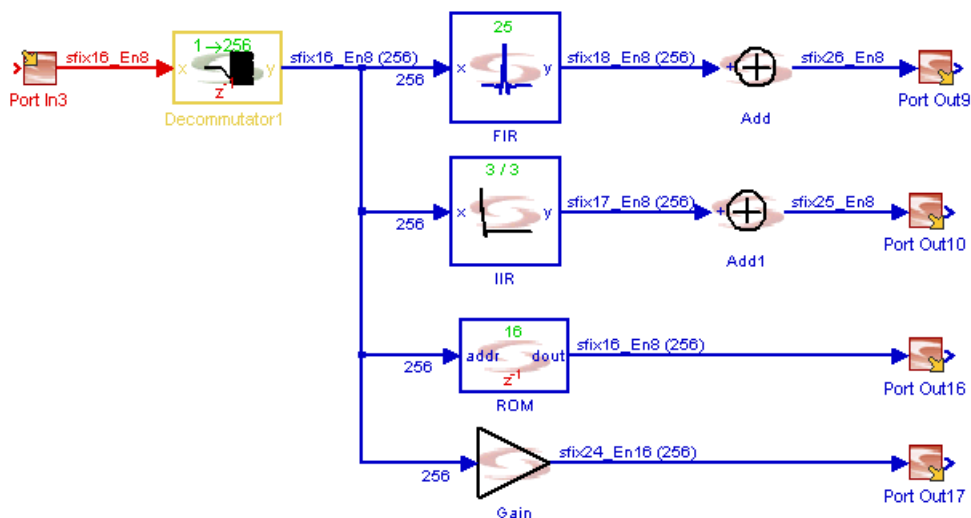 25
1→256
sfix16_En8
sfix16_En8 (256)
sfix18_En8 (256)
sfix26_En8
x
y
z⁻¹
256
x
y
+
Port In3
Decommutator1
FIR
Add
Port Out9
3 / 3
sfix17_En8 (256)
sfix25_En8
256
x
y
+
IIR
Add1
Port Out10
16
sfix16_En8 (256)
256
addr
dout
z⁻¹
ROM
Port Out16
sfix24_En16 (256)
256
Gain
Port Out17